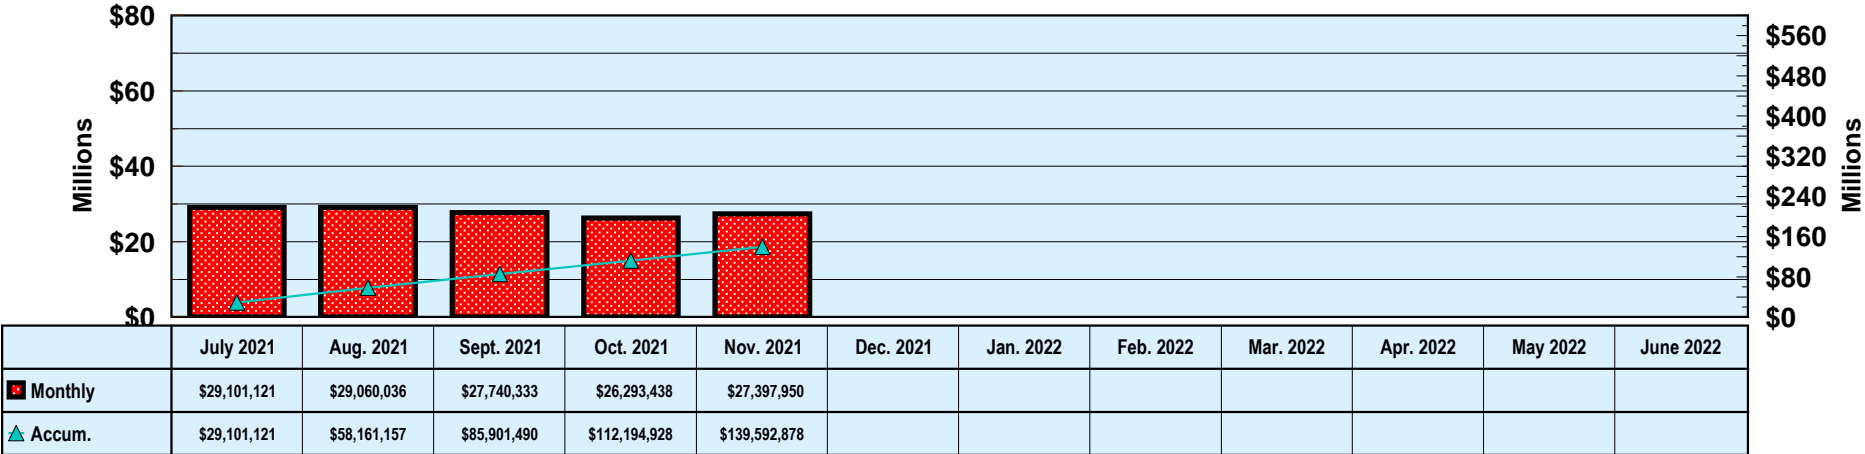 $80
$60
$40
$20
$0
Millions
$560
$480
$400
$320
$240
$160
$80
$0
Millions
July 2021 Aug. 2021 Sept. 2021 Oct. 2021 Nov. 2021 Dec. 2021 Jan. 2022 Feb. 2022 Mar. 2022 Apr. 2022 May 2022 June 2022
Monthly $29,101,121 $29,060,036 $27,740,333 $26,293,438 $27,397,950
Accum. $29,101,121 $58,161,157 $85,901,490 $112,194,928 $139,592,878